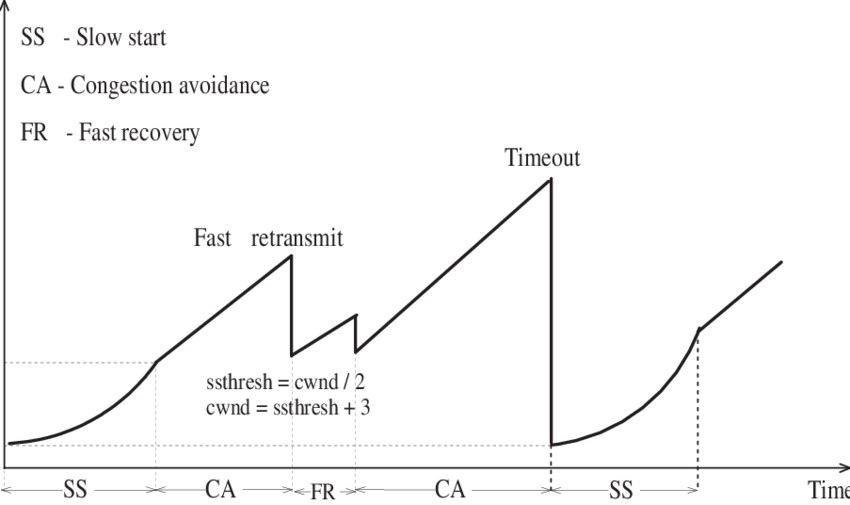 SS - Slow start
CA - Congestion avoidance
FR - Fast recovery
Timeout
Fast retransmit
ssthresh = cwnd / 2
cwnd = ssthresh + 3
SS CA FR CA SS Time